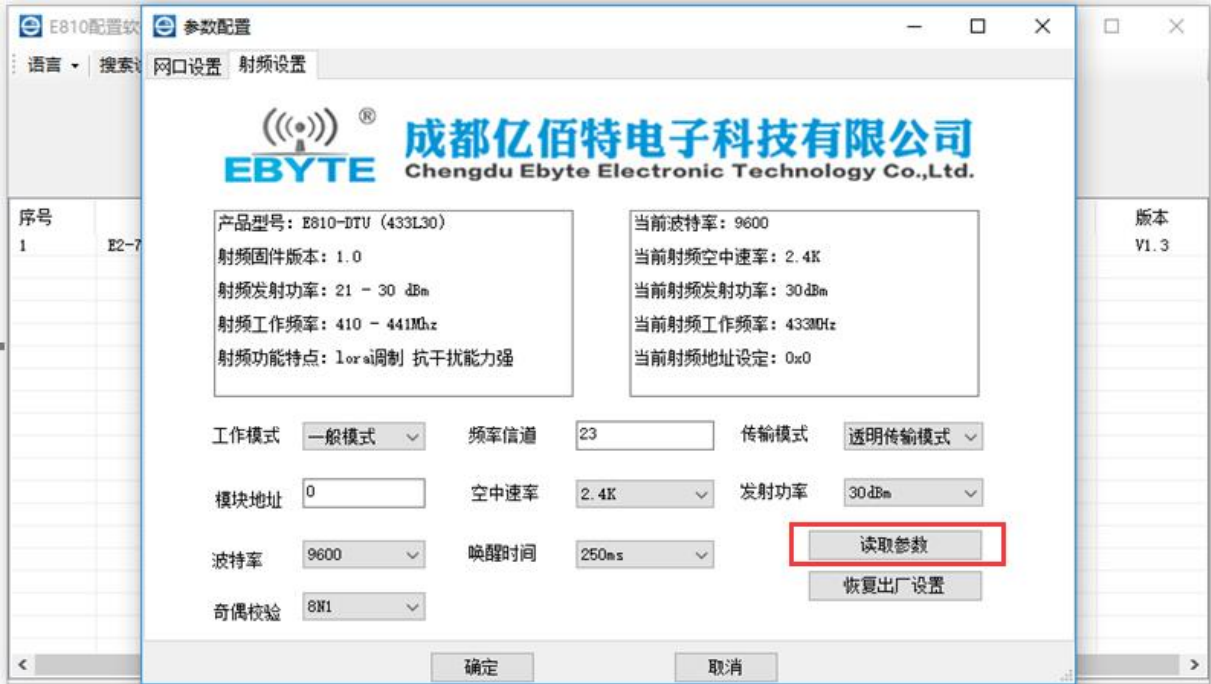 E810配置软
参数配置
语言
搜索
网口设置
射频设置
EBYTE
®
成都亿佰特电子科技有限公司
Chengdu Ebyte Electronic Technology Co.,Ltd.
序号
版本
1
E2-7
V1.3
产品型号: E810-DTU (433L30)
射频固件版本: 1.0
射频发射功率: 21 - 30 dBm
射频工作频率: 410 - 441Mhz
射频功能特点: lora调制 抗干扰能力强
当前波特率: 9600
当前射频空中速率: 2.4K
当前射频发射功率: 30dBm
当前射频工作频率: 433MHz
当前射频地址设定: 0x0
工作模式 一般模式 频率信道 23 传输模式 透明传输模式
模块地址 0 空中速率 2.4K 发射功率 30dBm
波特率 9600 唤醒时间 250ms 读取参数
恢复出厂设置
奇偶校验 8N1
确定 取消